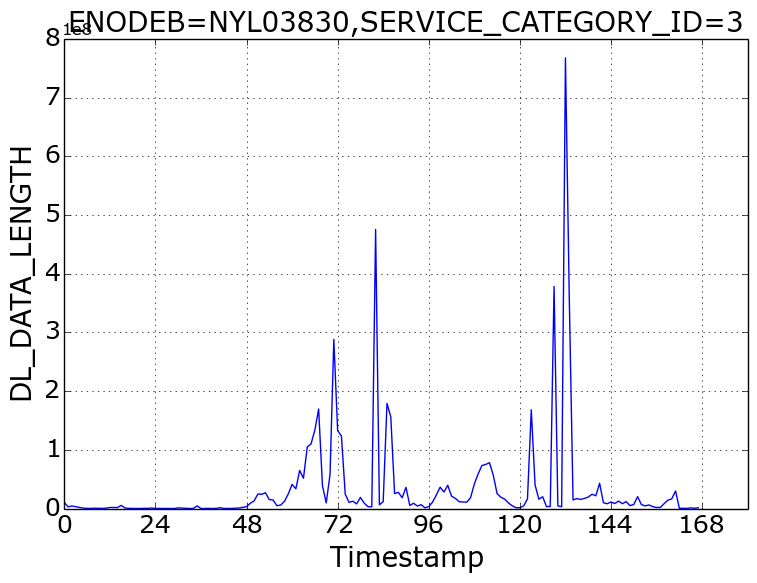 ENODEB=NYL03830,SERVICE_CATEGORY_ID=3
1e8
8
7
6
5
4
3
2
1
0
DL_DATA_LENGTH
0 24 48 72 96 120 144 168
Timestamp